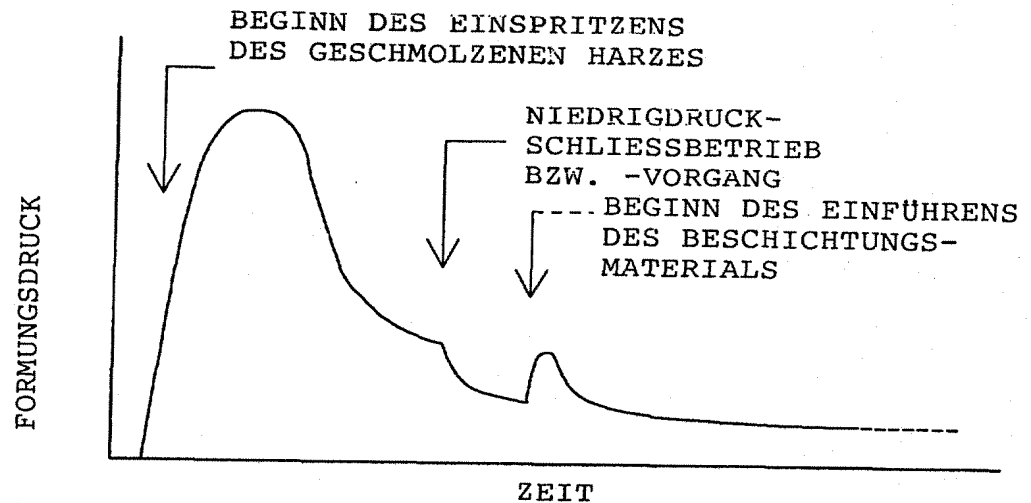 BEGINN DES EINSPRITZENS
DES GESCHMOLZENEN HARZES
NIEDRIGDRUCK-
SCHLIESSBETRIEB
BZW. -VORGANG
BEGINN DES EINFÜHRENS
DES BESCHICHTUNGS-
MATERIALS
FORMUNGSDRUCK
ZEIT